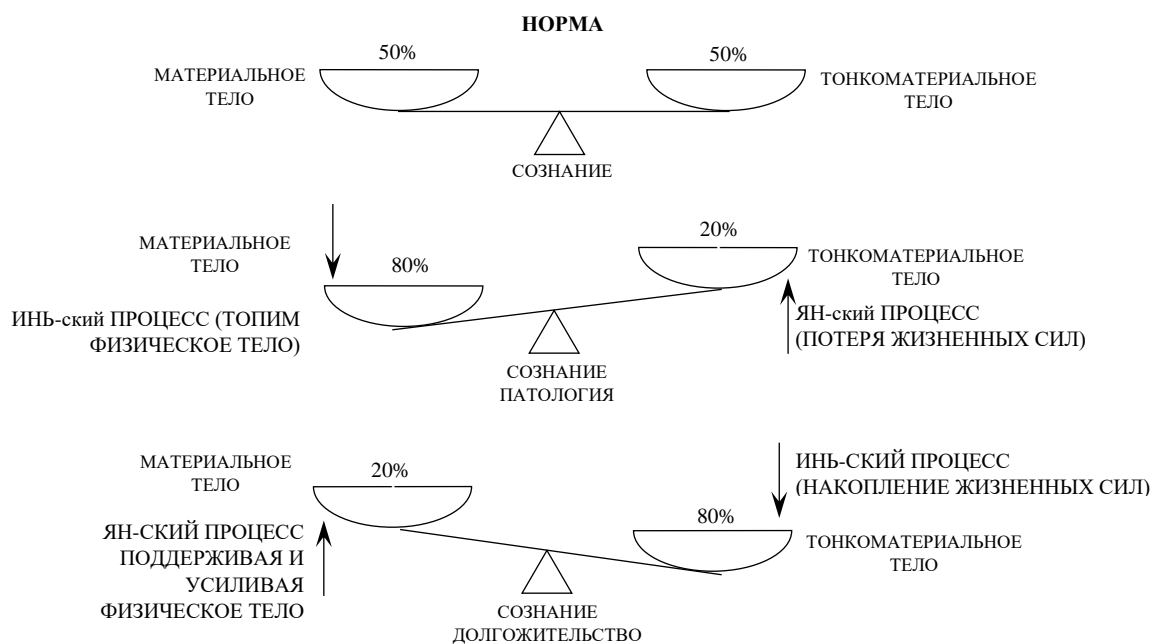 НОРМА
50%
50%
МАТЕРИАЛЬНОЕ
ТЕЛО
ТОНКОМАТЕРИАЛЬНОЕ
ТЕЛО
СОЗНАНИЕ
МАТЕРИАЛЬНОЕ
ТЕЛО
80%
20%
ТОНКОМАТЕРИАЛЬНОЕ
ТЕЛО
ИНЬ-ский ПРОЦЕСС (ТОПИМ
ФИЗИЧЕСКОЕ ТЕЛО)
ЯН-ский ПРОЦЕСС
(ПОТЕРЯ ЖИЗНЕННЫХ СИЛ)
СОЗНАНИЕ
ПАТОЛОГИЯ
МАТЕРИАЛЬНОЕ
ТЕЛО
20%
ИНЬ-СКИЙ ПРОЦЕСС
(НАКОПЛЕНИЕ ЖИЗНЕННЫХ СИЛ)
80%
ТОНКОМАТЕРИАЛЬНОЕ
ТЕЛО
ЯН-СКИЙ ПРОЦЕСС
ПОДДЕРЖИВАЯ И
УСИЛИВАЯ
ФИЗИЧЕСКОЕ ТЕЛО
СОЗНАНИЕ
ДОЛГОЖИТЕЛЬСТВО